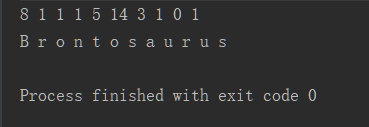 8 1 1 1 5 14 3 1 0 1
B r o n t o s a u r u s

Process finished with exit code 0